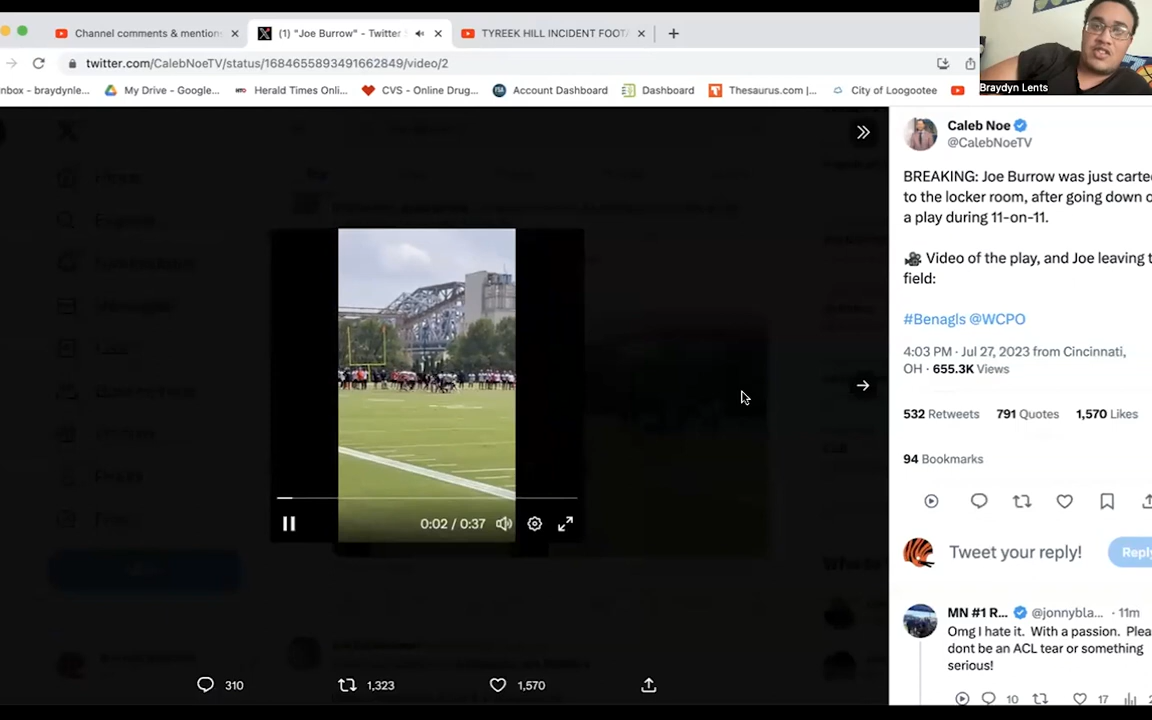 Channel comments & mention
(1) "Joe Burrow" - Twitter
TYREEK HILL INCIDENT FOOTA
twitter.com/CalebNoeTV/status/1684655893491662849/video/2
nbox - braydynle...
My Drive - Google...
Herald Times Onli...
CVS - Online Drug...
Account Dashboard
Dashboard
Thesaurus.com |...
City of Loogootee
Braydyn Lents
Caleb Noe
@CalebNoeTV
BREAKING: Joe Burrow was just carte
to the locker room, after going down o
a play during 11-on-11.
Video of the play, and Joe leaving t
field:
#Benagls @WCPO
4:03 PM · Jul 27, 2023 from Cincinnati,
OH · 655.3K Views
532 Retweets 791 Quotes 1,570 Likes
94 Bookmarks
0:02 / 0:37
Tweet your reply!
Reply
MN #1 R... @jonnybla... · 11m
Omg I hate it. With a passion. Plea
dont be an ACL tear or something
serious!
10
17
2
310
1,323
1,570